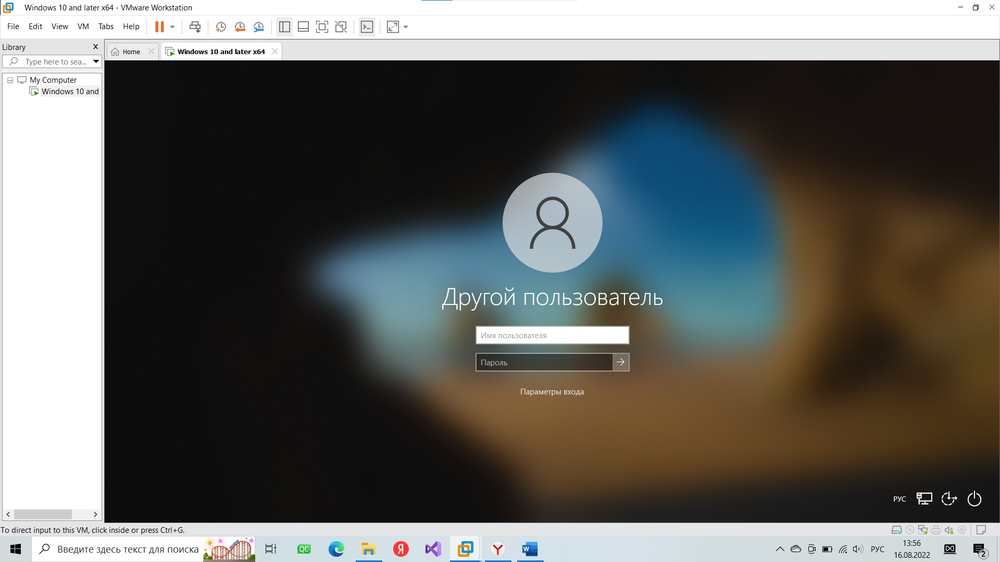 Windows 10 and later x64 - VMware Workstation
File Edit View VM Tabs Help
Library
Home
Windows 10 and later x64
Type here to sea...
My Computer
Windows 10 and
Другой пользователь
Имя пользователя
Пароль
Параметры входа
РУС
To direct input to this VM, click inside or press Ctrl+G.
Введите здесь текст для поиска
QC
Я
Y
W
РУС
13:56
16.08.2022
2